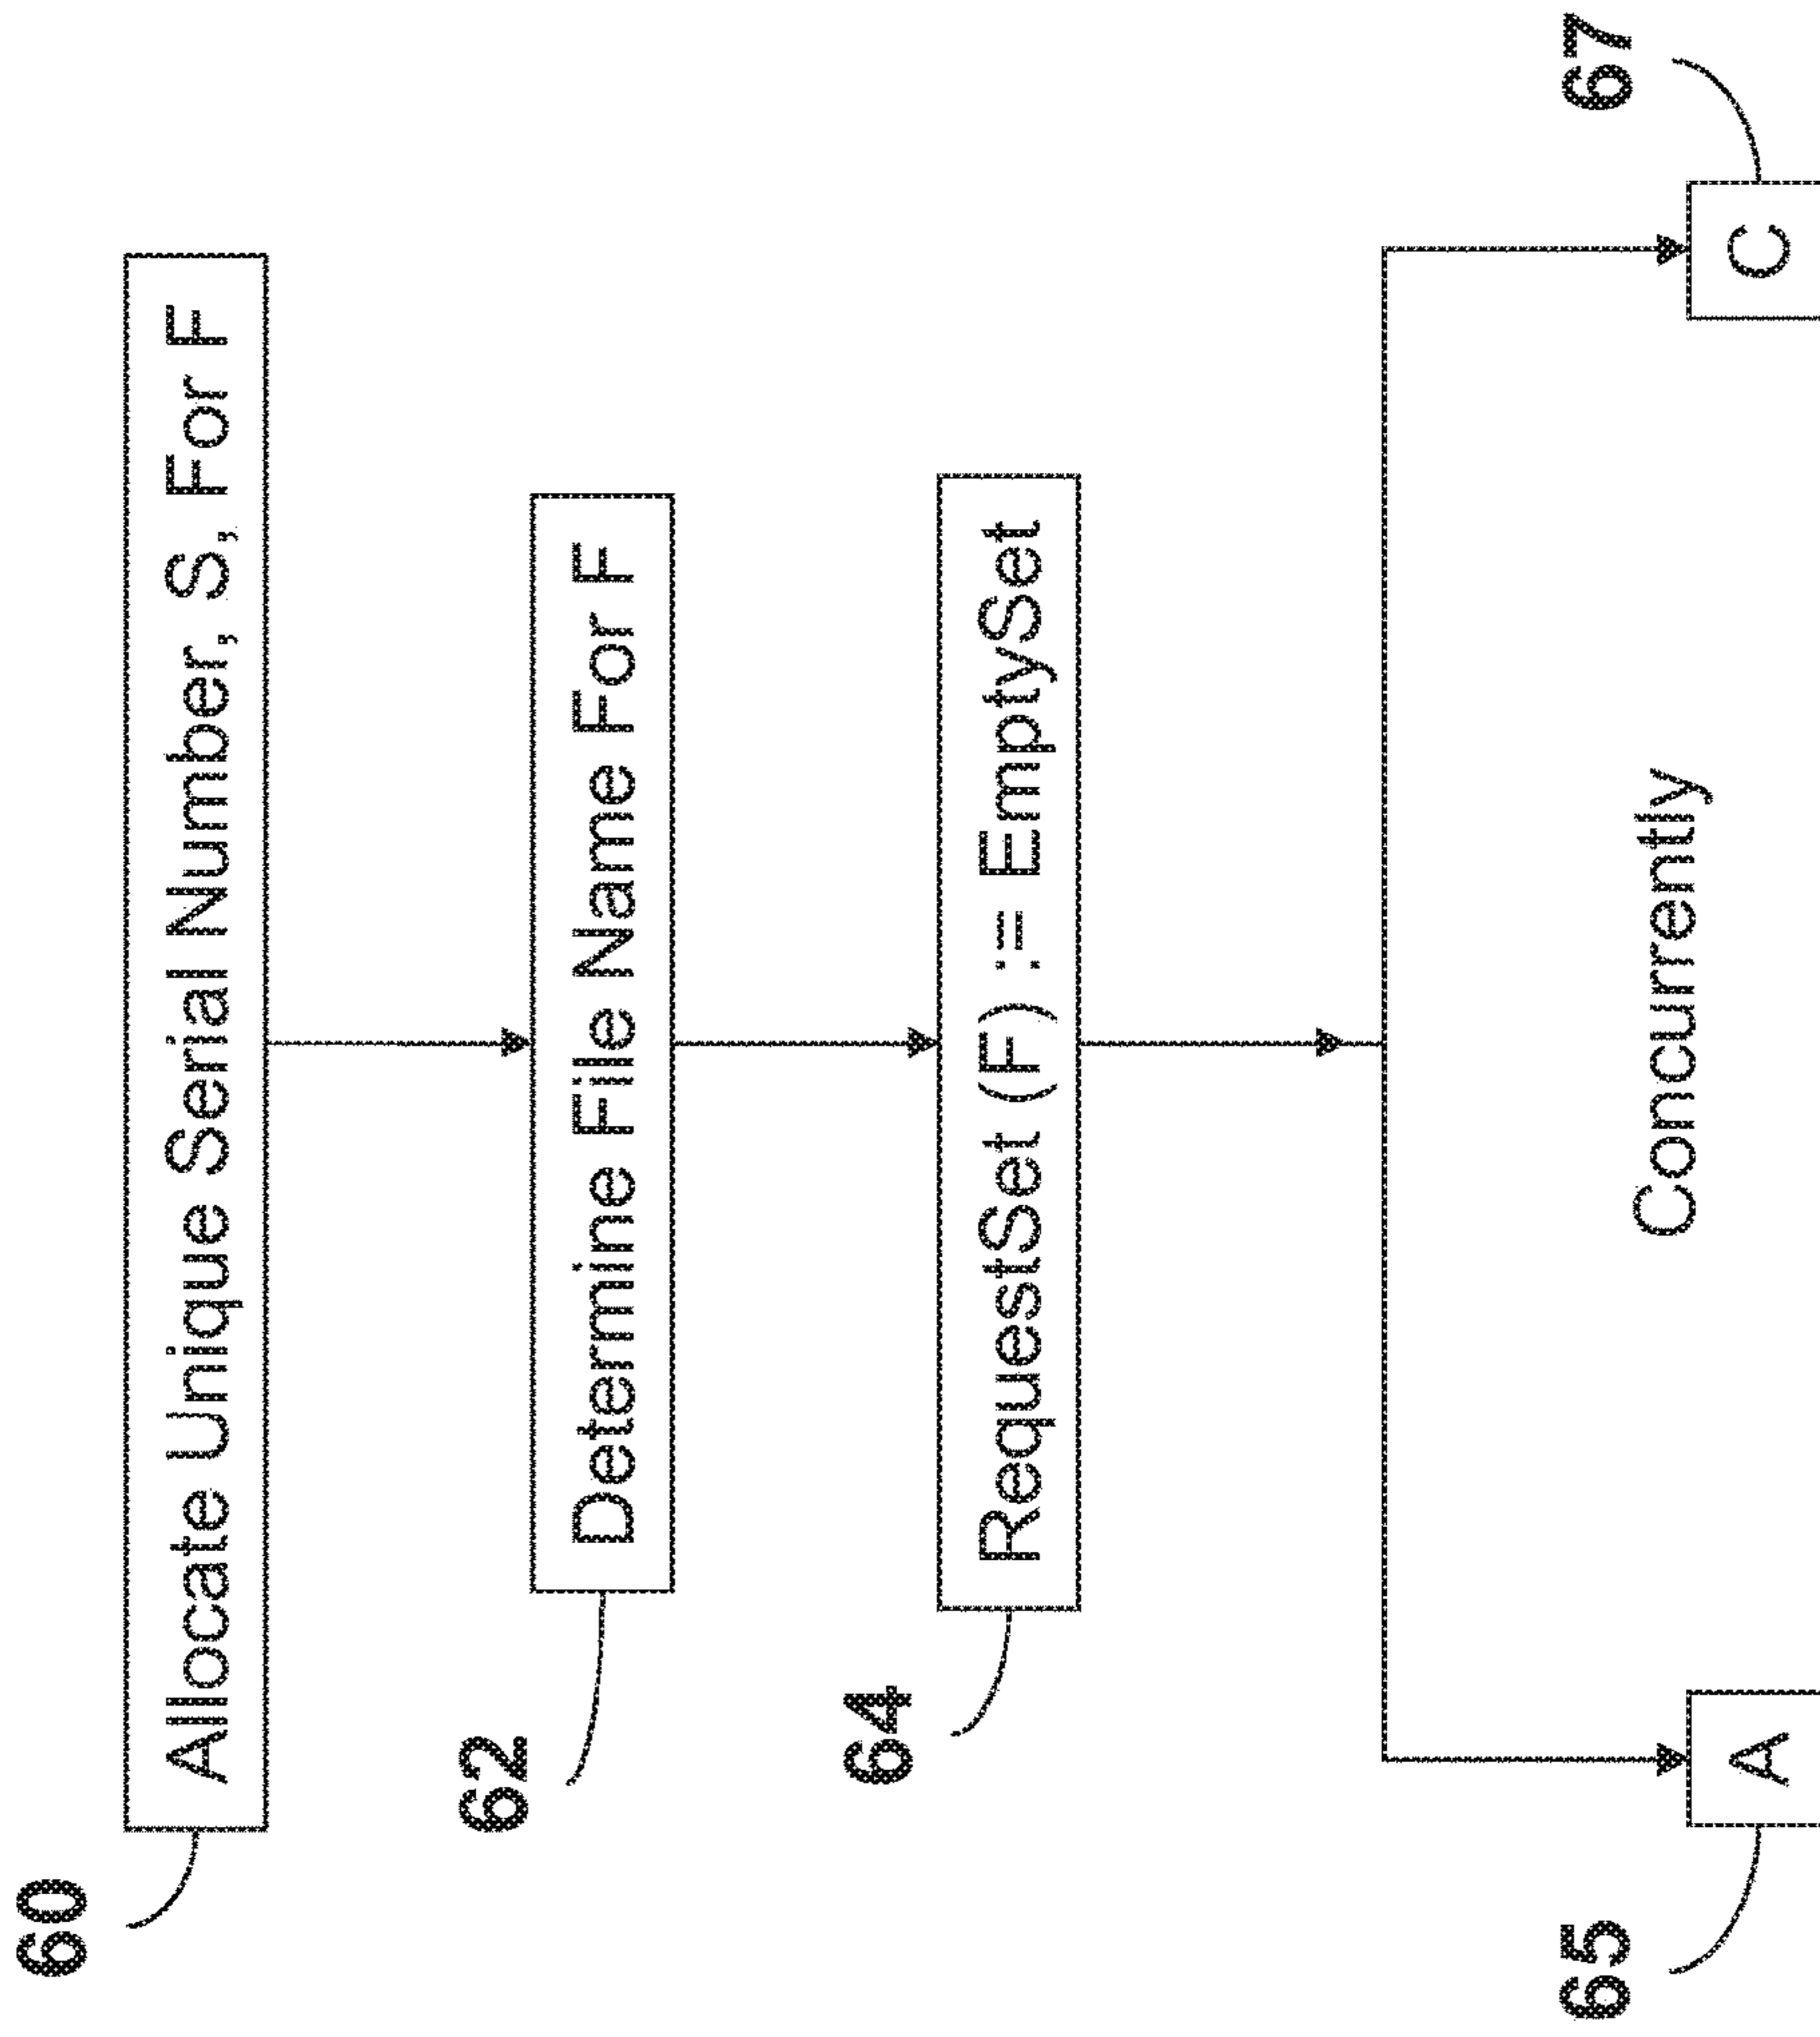 60
Allocate Unique Serial Number, S, For F
62
Determine File Name For F
64
RequestSet (F) := EmptySet
Concurrently
65
A
67
C